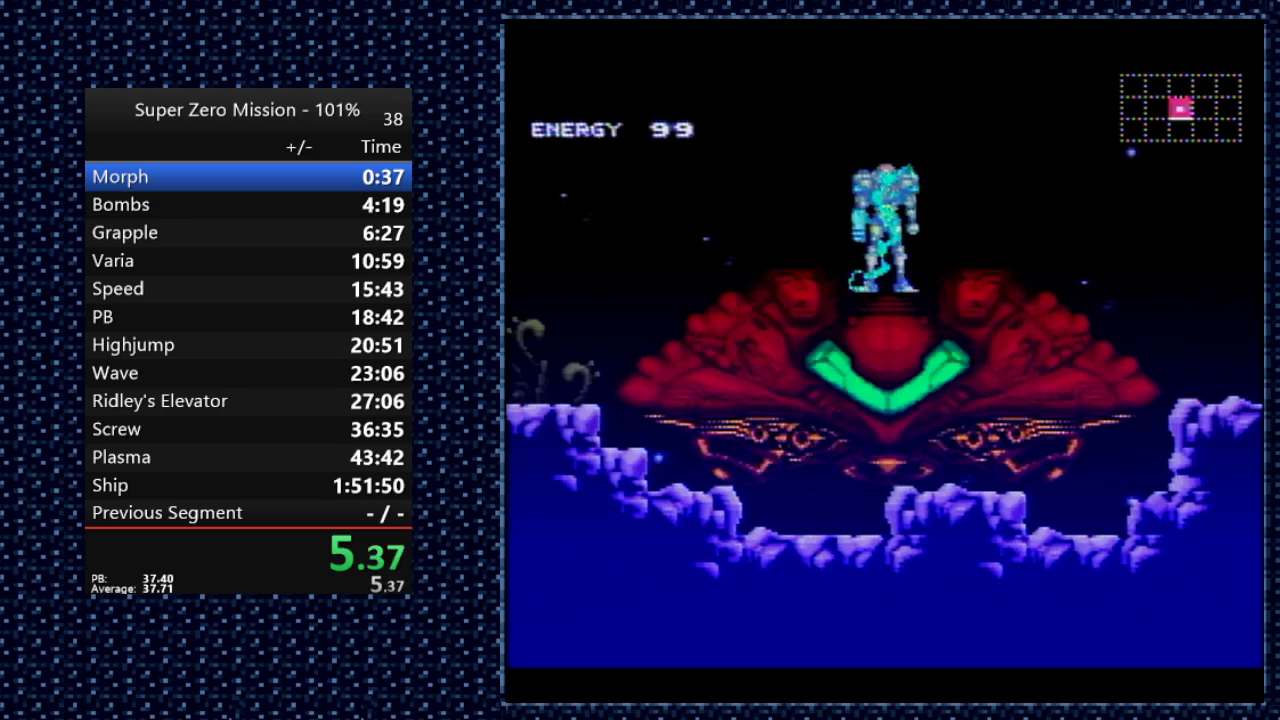 Super Zero Mission - 101%
38
+/- Time
Morph 0:37
Bombs 4:19
Grapple 6:27
Varia 10:59
Speed 15:43
PB 18:42
Highjump 20:51
Wave 23:06
Ridley's Elevator 27:06
Screw 36:35
Plasma 43:42
Ship 1:51:50
Previous Segment - / -
5.37
PB: 37.40
Average: 37.71
5.37
ENERGY 99